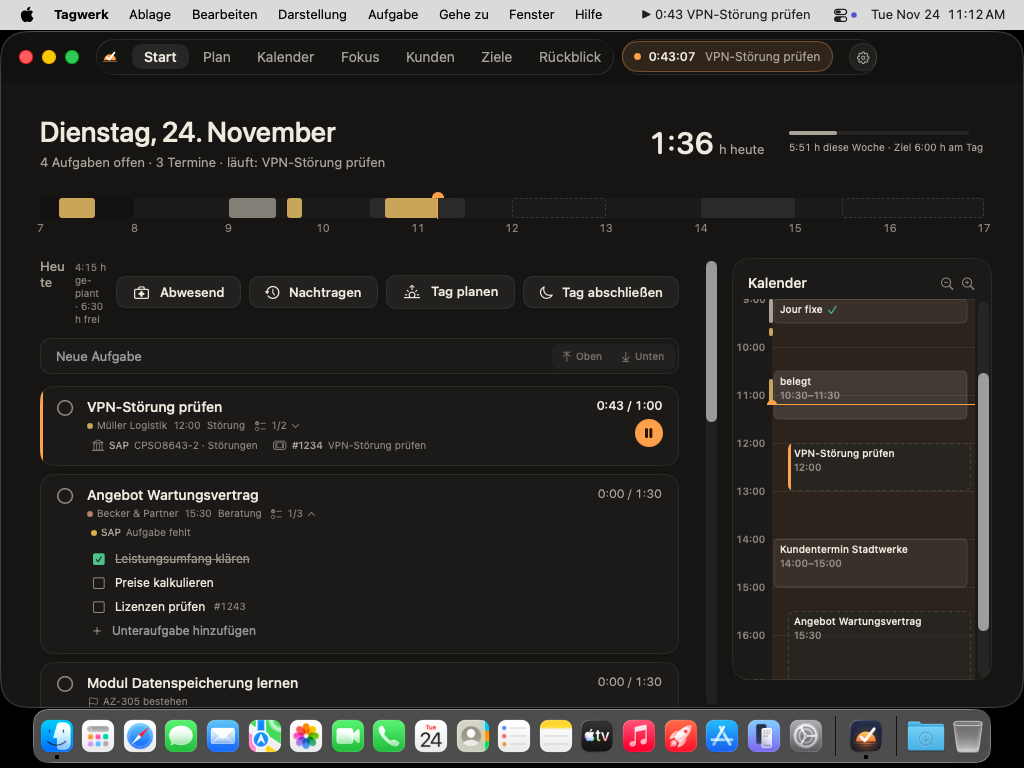 Tagwerk Ablage Bearbeiten Darstellung Aufgabe Gehe zu Fenster Hilfe 0:43 VPN-Störung prüfen Tue Nov 24 11:12 AM
Start Plan Kalender Fokus Kunden Ziele Rückblick 0:43:07 VPN-Störung prüfen
Dienstag, 24. November
4 Aufgaben offen · 3 Termine · läuft: VPN-Störung prüfen
1:36 h heute
5:51 h diese Woche · Ziel 6:00 h am Tag
7 8 9 10 11 12 13 14 15 16 17
Heu
te
4:15 h
ge-
plant
· 6:30
h frei
Abwesend Nachtragen Tag planen Tag abschließen
Neue Aufgabe Oben Unten
VPN-Störung prüfen 0:43 / 1:00
Müller Logistik 12:00 Störung 1/2
SAP CPSO8643-2 · Störungen #1234 VPN-Störung prüfen
Angebot Wartungsvertrag 0:00 / 1:30
Becker & Partner 15:30 Beratung 1/3
SAP Aufgabe fehlt
Leistungsumfang klären
Preise kalkulieren
Lizenzen prüfen #1243
+ Unteraufgabe hinzufügen
Modul Datenspeicherung lernen 0:00 / 1:30
AZ-305 bestehen
Kalender
9:00
Jour fixe ✓
10:00
belegt
11:00 10:30–11:30
12:00
VPN-Störung prüfen
12:00
13:00
14:00
Kundentermin Stadtwerke
14:00–15:00
15:00
Angebot Wartungsvertrag
16:00 15:30
Tue
24
tv